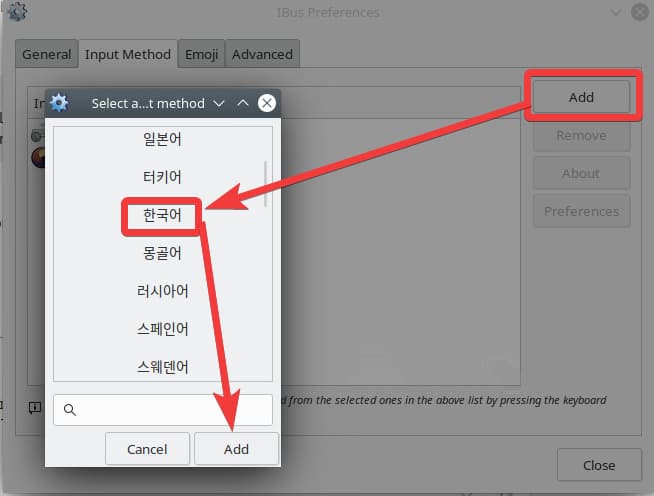 IBus Preferences
General
Input Method
Emoji
Advanced
Select a...t method
Add
Remove
About
Preferences
일본어
터키어
한국어
몽골어
러시아어
스페인어
스웨덴어
d from the selected ones in the above list by pressing the keyboard
Cancel
Add
Close